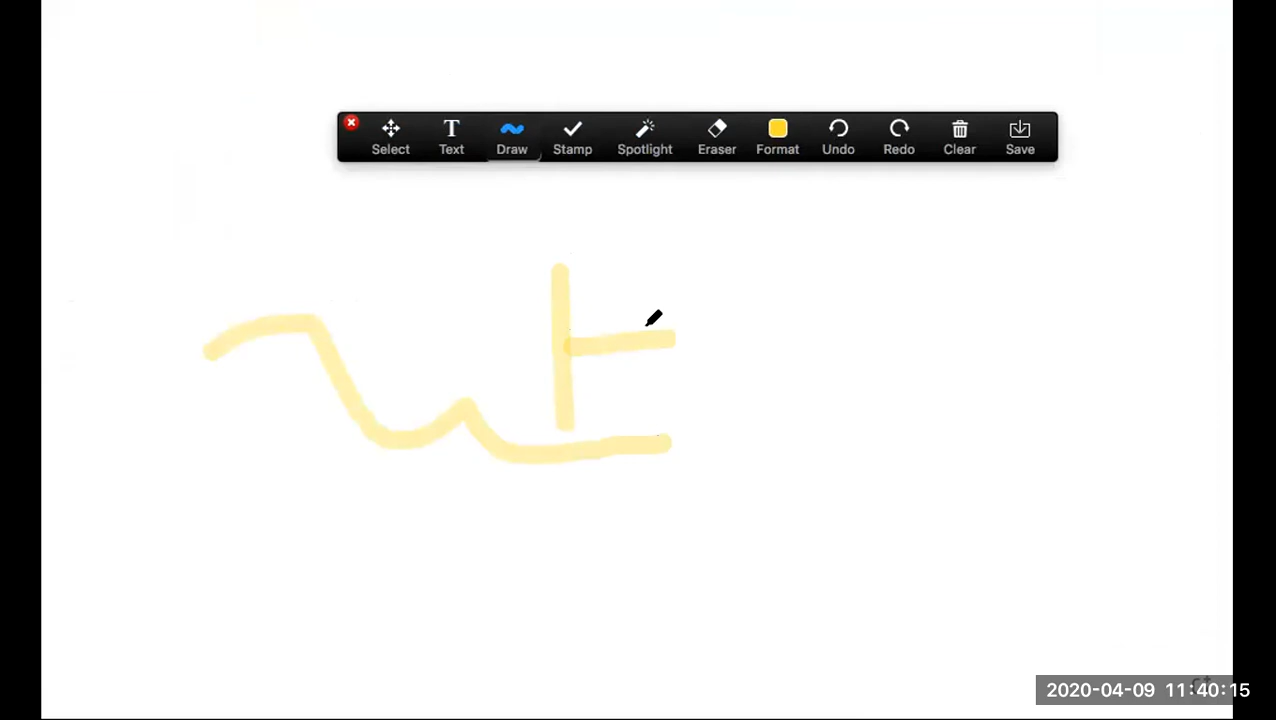 Select Text Draw Stamp Spotlight Eraser Format Undo Redo Clear Save
T
2020-04-09 11:40:15